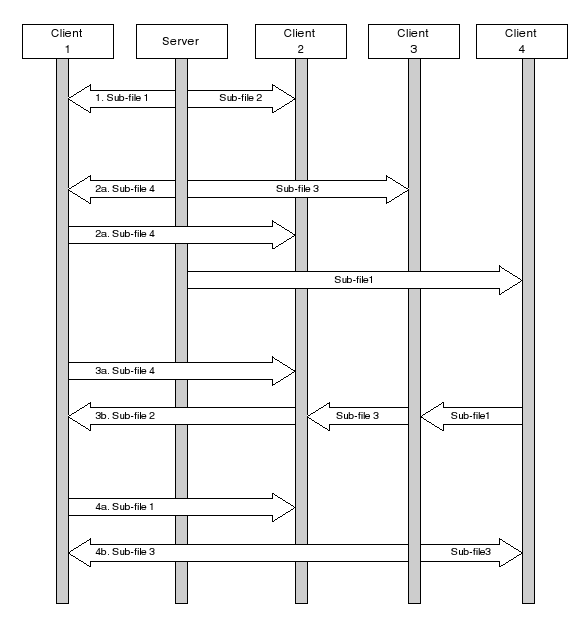 Client
1
Server
Client
2
Client
3
Client
4
1. Sub-file 1
Sub-file 2
2a. Sub-file 4
Sub-file 3
2a. Sub-file 4
Sub-file1
3a. Sub-file 4
3b. Sub-file 2
Sub-file 3
Sub-file1
4a. Sub-file 1
4b. Sub-file 3
Sub-file3